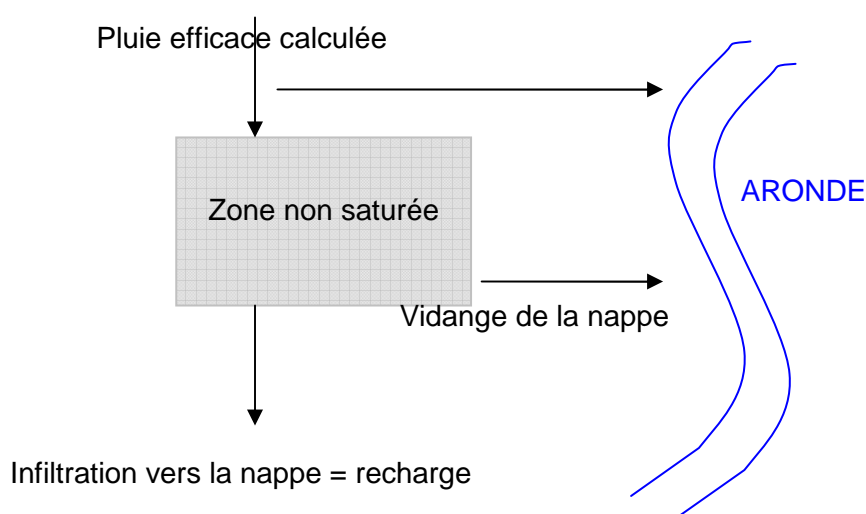 Pluie efficace calculée
ARONDE
Zone non saturée
Vidange de la nappe
Infiltration vers la nappe = recharge